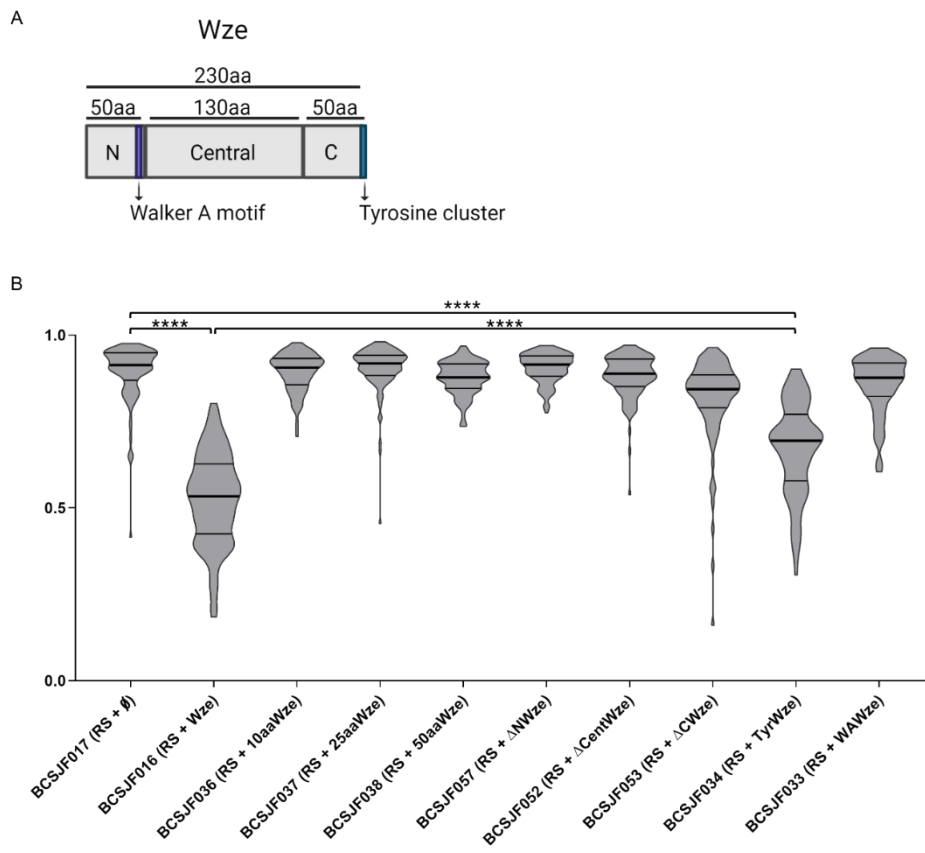 A
Wze
230aa
50aa 130aa 50aa
N Central C
Walker A motif Tyrosine cluster
B
****
**** ****
1.0
0.5
0.0
BCSJF017 (RS + ∅)
BCSJF016 (RS + Wze)
BCSJF036 (RS + 10aaWze)
BCSJF037 (RS + 25aaWze)
BCSJF038 (RS + 50aaWze)
BCSJF057 (RS + ΔNWze)
BCSJF052 (RS + ΔCentWze)
BCSJF053 (RS + ΔCWze)
BCSJF034 (RS + TyrWze)
BCSJF033 (RS + WAWze)